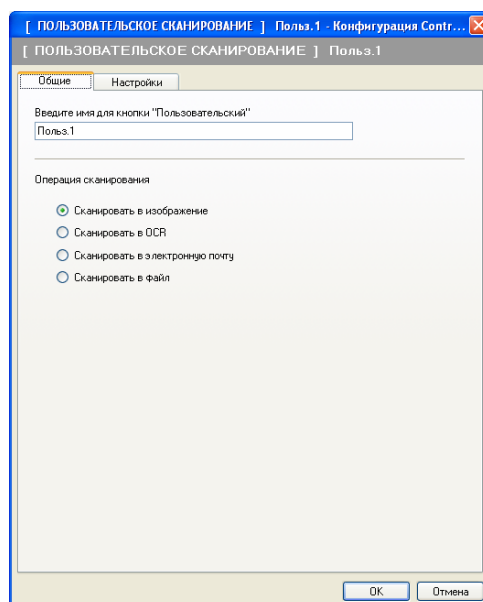 [ ПОЛЬЗОВАТЕЛЬСКОЕ СКАНИРОВАНИЕ ] Польз.1 - Конфигурация Contr...
[ ПОЛЬЗОВАТЕЛЬСКОЕ СКАНИРОВАНИЕ ] Польз.1
Общие Настройки
Введите имя для кнопки "Пользовательский"
Польз.1
Операция сканирования
Сканировать в изображение
Сканировать в OCR
Сканировать в электронную почту
Сканировать в файл
OK Отмена